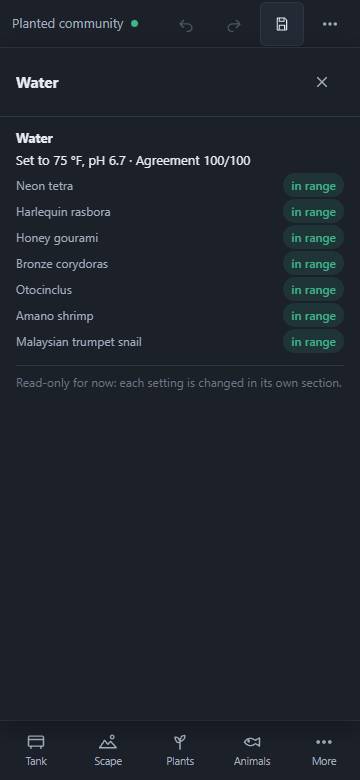 Planted community
Water
Water
Set to 75 °F, pH 6.7 · Agreement 100/100
Neon tetra in range
Harlequin rasbora in range
Honey gourami in range
Bronze corydoras in range
Otocinclus in range
Amano shrimp in range
Malaysian trumpet snail in range
Read-only for now: each setting is changed in its own section.
Tank Scape Plants Animals More